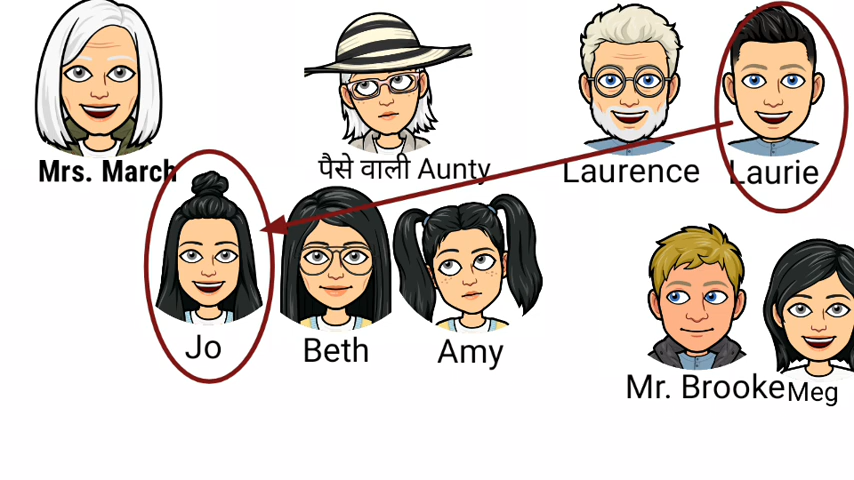 Mrs. March
पैसे वाली Aunty
Laurence
Laurie
Jo
Beth
Amy
Mr. Brooke
Meg